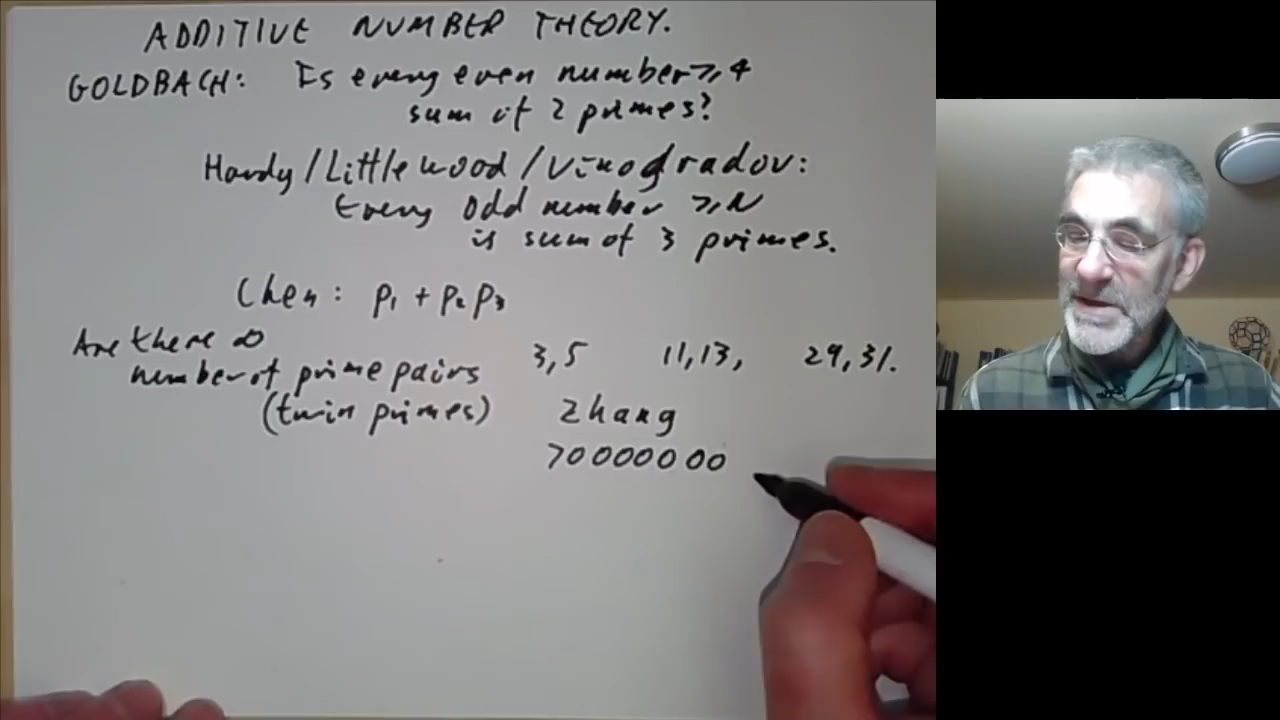 ADDITIVE NUMBER THEORY.
GOLDBACH: Is every even number ≥ 4
sum of 2 primes?
Hardy/Littlewood/Vinogradov:
Every odd number ≥ N
is sum of 3 primes.
Chen: p₁ + p₂ p₃
Are there ∞
number of prime pairs
(twin primes)
3, 5 11, 13, 29, 31.
Zhang
70000000